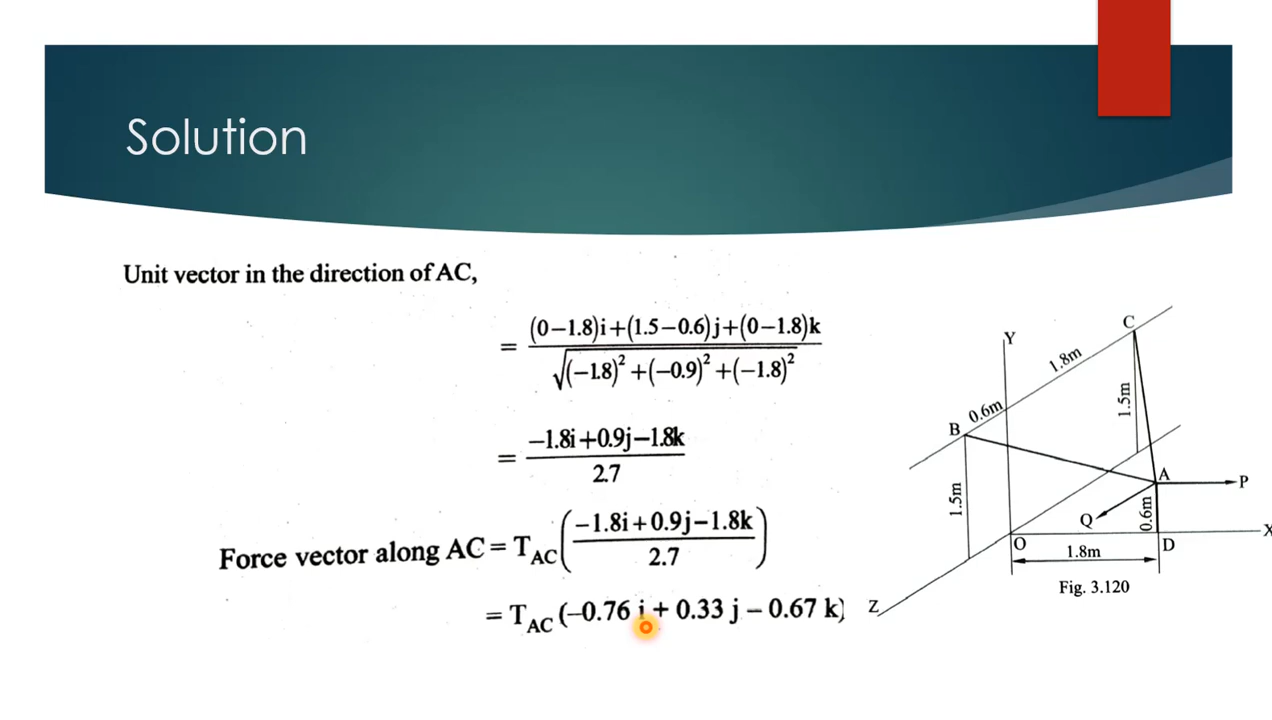 Solution
Unit vector in the direction of AC,
= (0−1.8)i+(1.5−0.6)j+(0−1.8)k / √(−1.8)² +(−0.9)² +(−1.8)²
= −1.8i+0.9j−1.8k / 2.7
Force vector along AC = T_AC (−1.8i+0.9j−1.8k / 2.7)
= T_AC (−0.76 i + 0.33 j − 0.67 k)
C
Y
1.8m
0.6m
B
1.5m
A
P
1.5m
Q
0.6m
X
O
D
1.8m
Fig. 3.120
Z